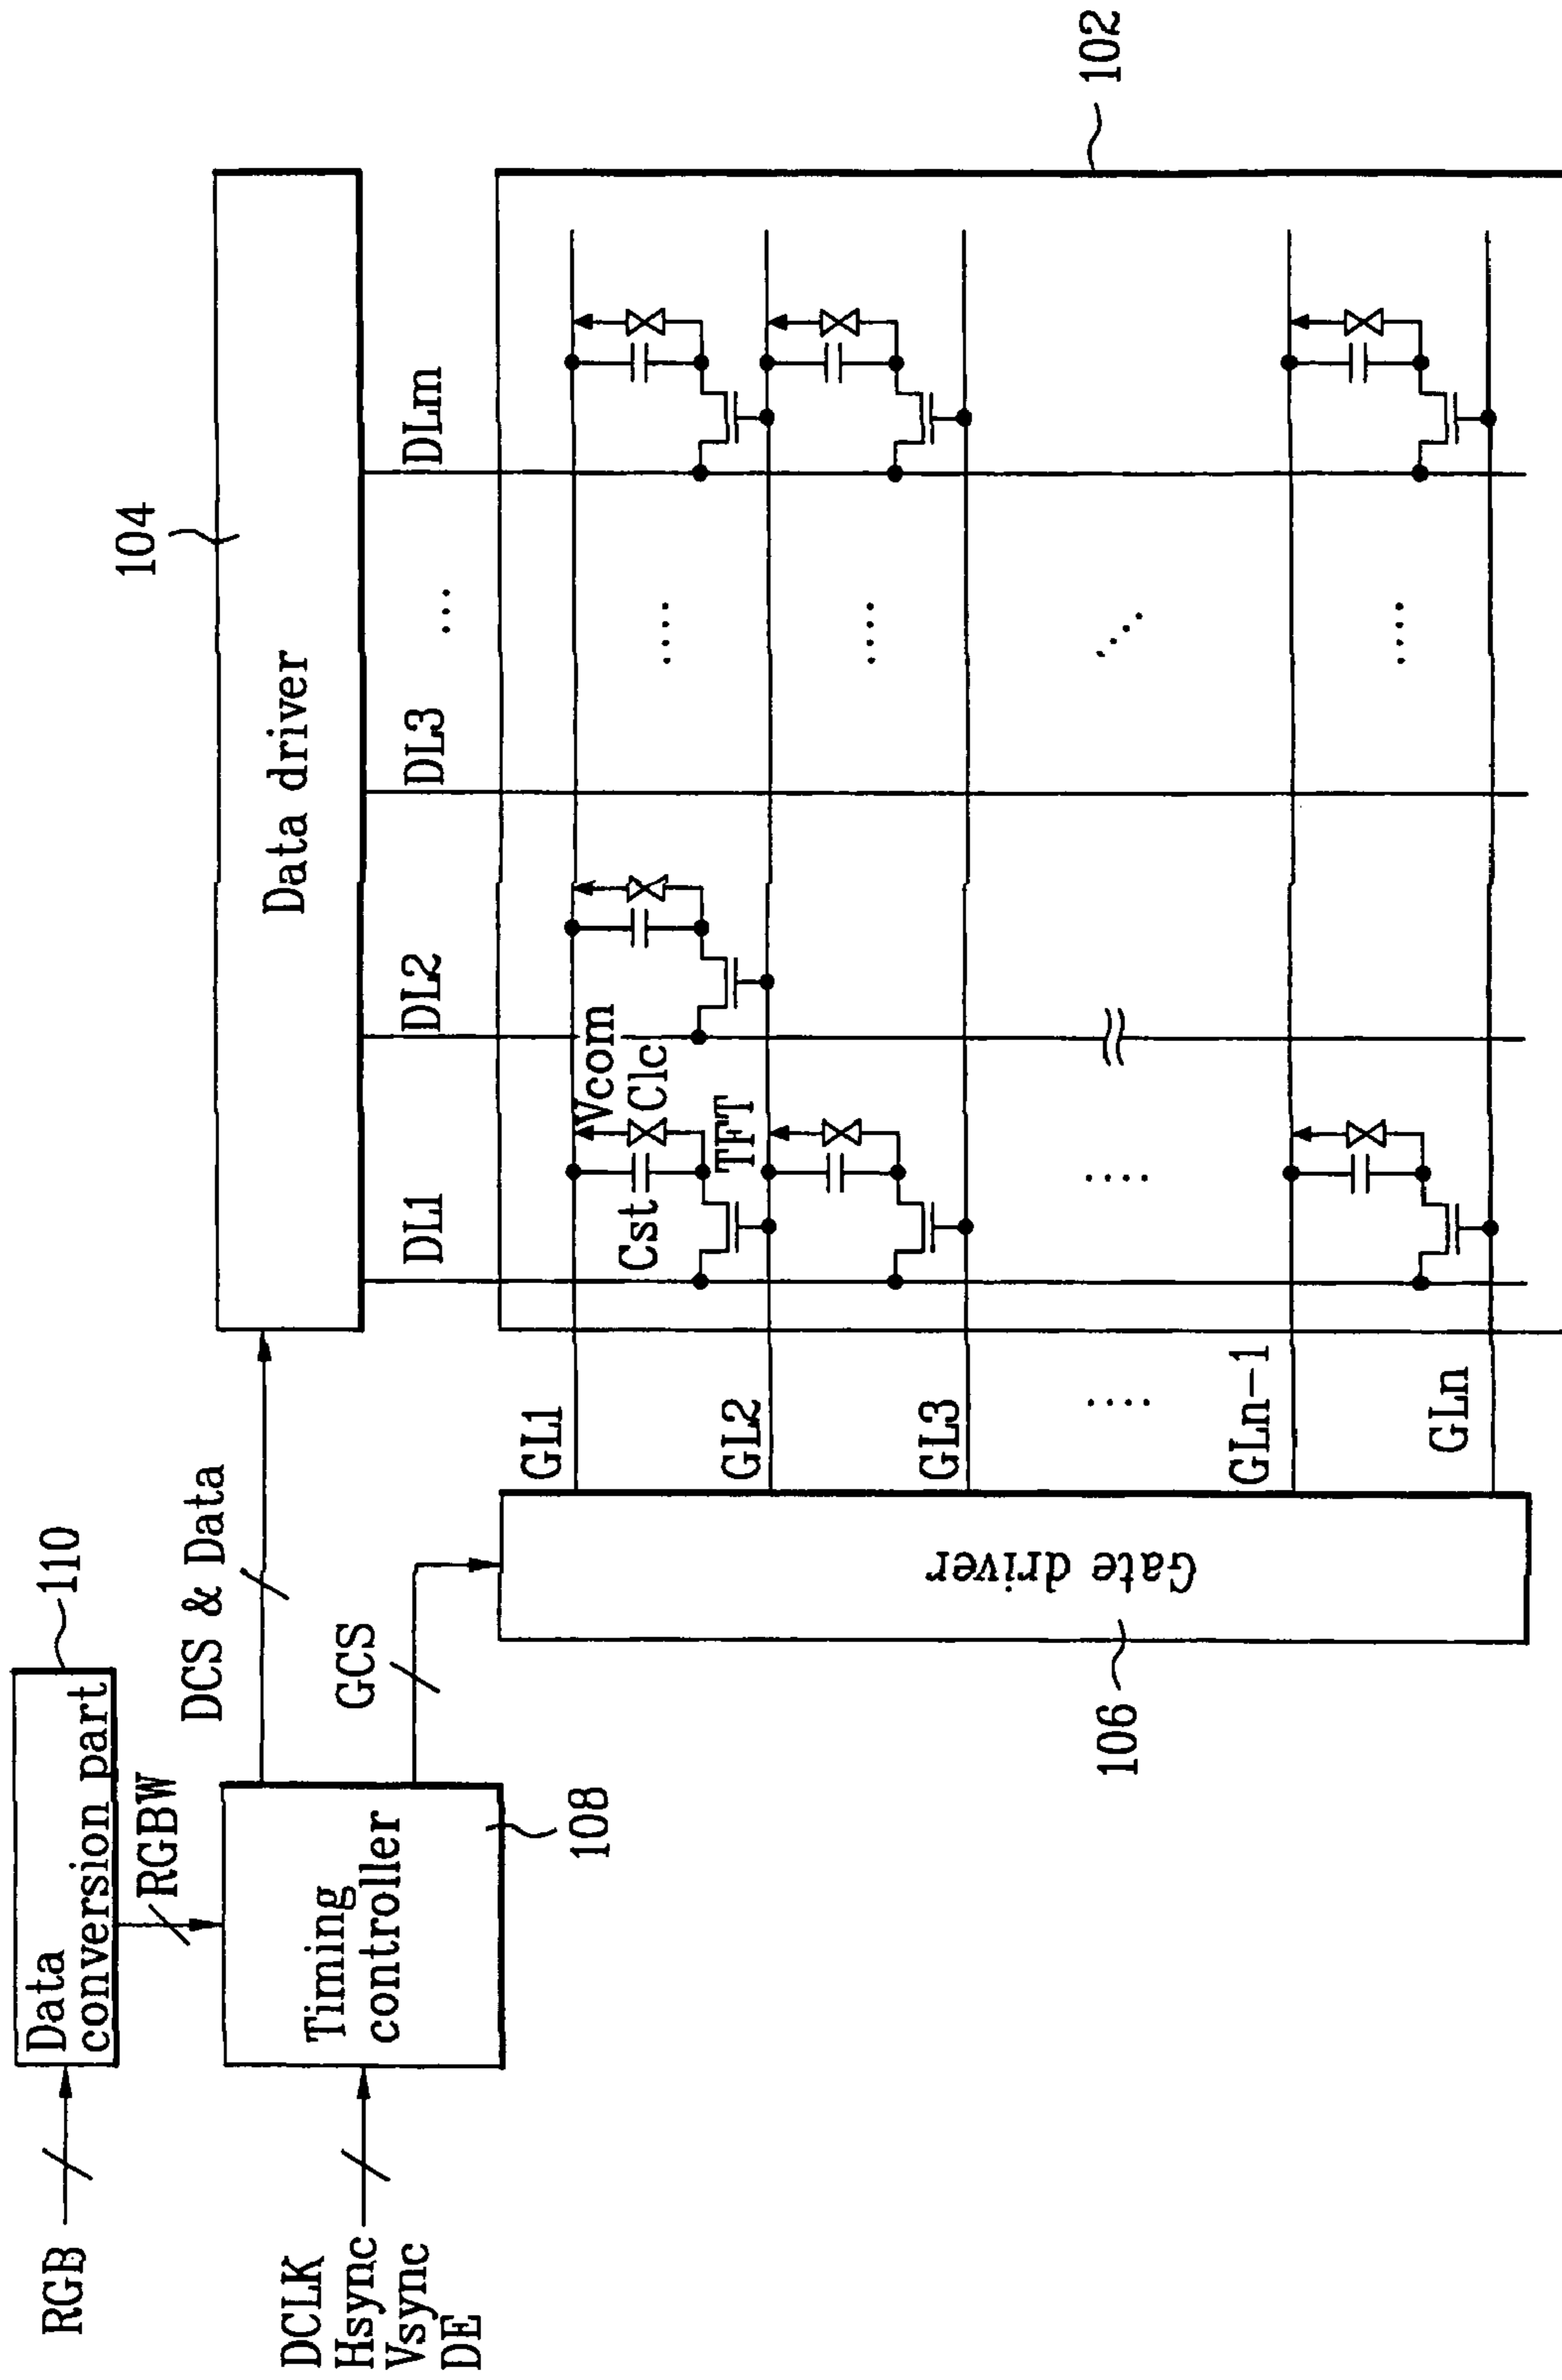 RGB
Data
conversion part
110
RGBW
DCLK
Hsync
Vsync
DE
Timing
controller
108
DCS & Data
GCS
Data driver
104
DL1
DL2
DL3
...
DLm
GL1
GL2
GL3
....
GLn-1
GLn
Gate driver
106
Vcom
Clc
Cst
TFT
....
....
....
....
102